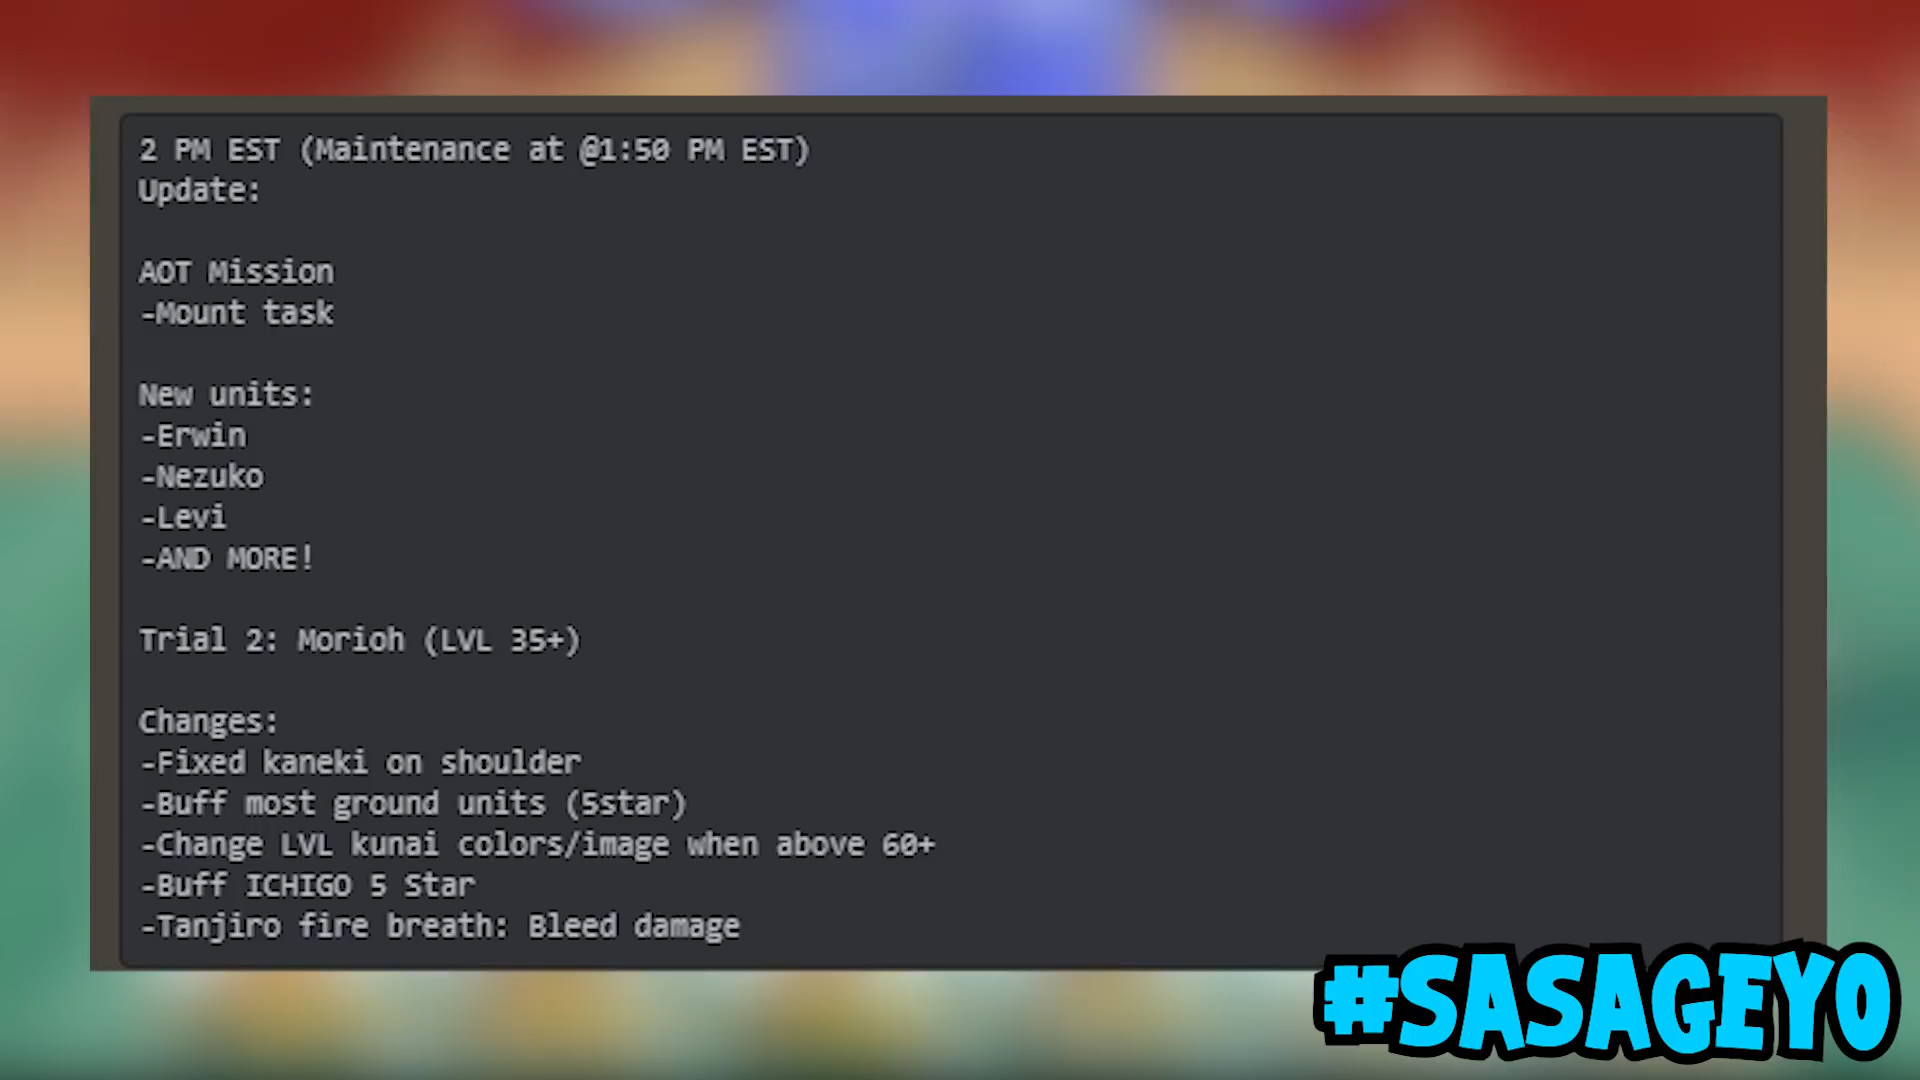 2 PM EST (Maintenance at @1:50 PM EST)
Update:
AOT Mission
-Mount task
New units:
-Erwin
-Nezuko
-Levi
-AND MORE!
Trial 2: Morioh (LVL 35+)
Changes:
-Fixed kaneki on shoulder
-Buff most ground units (5star)
-Change LVL kunai colors/image when above 60+
-Buff ICHIGO 5 Star
-Tanjiro fire breath: Bleed damage
#SASAGEYO